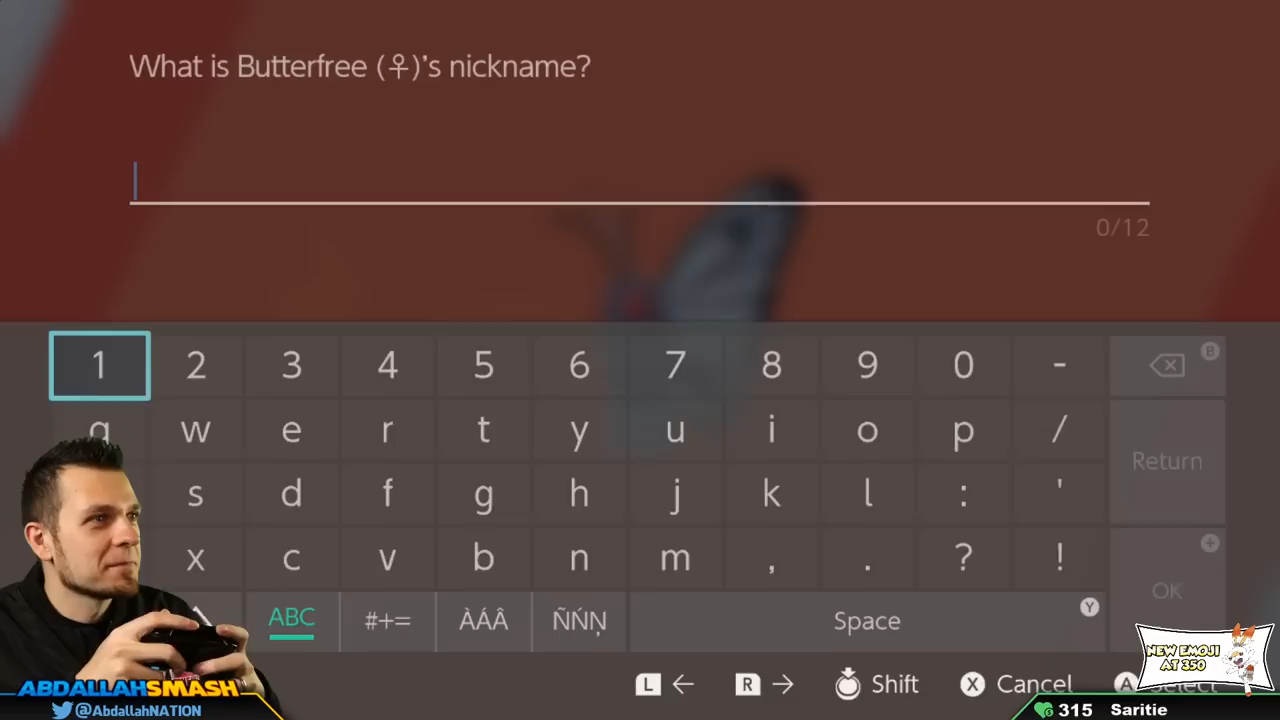 What is Butterfree (♀)'s nickname?
0/12
1 2 3 4 5 6 7 8 9 0 - B
q w e r t y u i o p / Return
s d f g h j k l : '
x c v b n m , . ? ! +
ABC #+= ÀÁÂ ÑŃŅ Space Y OK
L ← R → Shift X Cancel A Select
NEW EMOJI
AT 350
ABDALLAHSMASH
@AbdallahNATION
315 Saritie